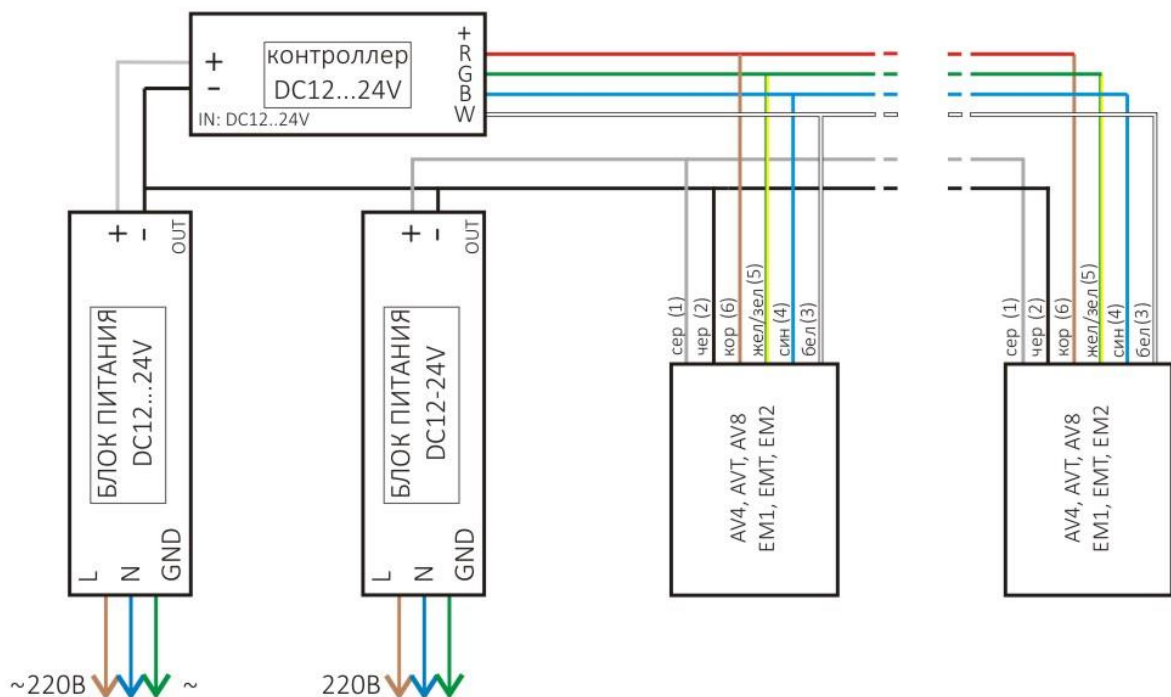 контроллер
DC12...24V
+
-
IN: DC12..24V
+
R
G
B
W
+
-
OUT
БЛОК ПИТАНИЯ
DC12...24V
L
N
GND
~220В
~
+
-
OUT
БЛОК ПИТАНИЯ
DC12-24V
L
N
GND
220В
сер (1)
чер (2)
кор (6)
жел/зел (5)
син (4)
бел (3)
AV4, AVT, AV8
EM1, EMT, EM2
сер (1)
чер (2)
кор (6)
жел/зел (5)
син (4)
бел (3)
AV4, AVT, AV8
EM1, EMT, EM2